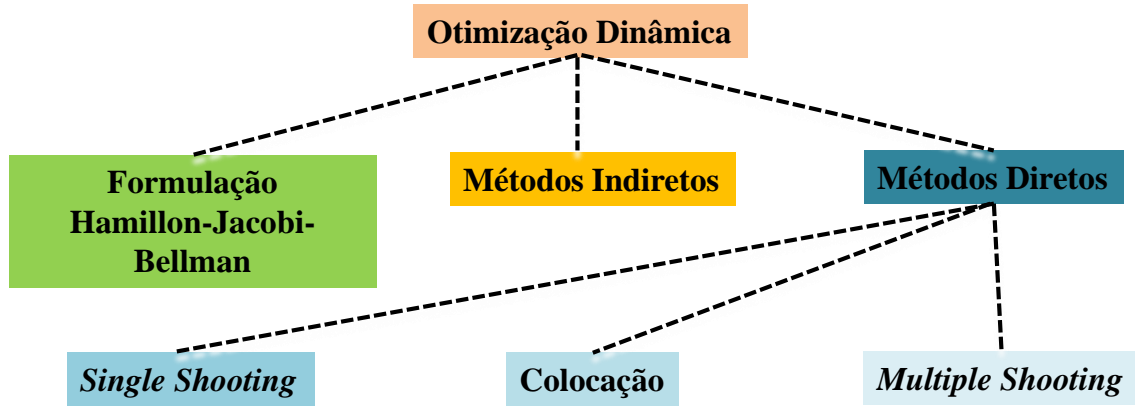 Otimização Dinâmica
Formulação
Hamillon-Jacobi-
Bellman
Métodos Indiretos
Métodos Diretos
Single Shooting
Colocação
Multiple Shooting